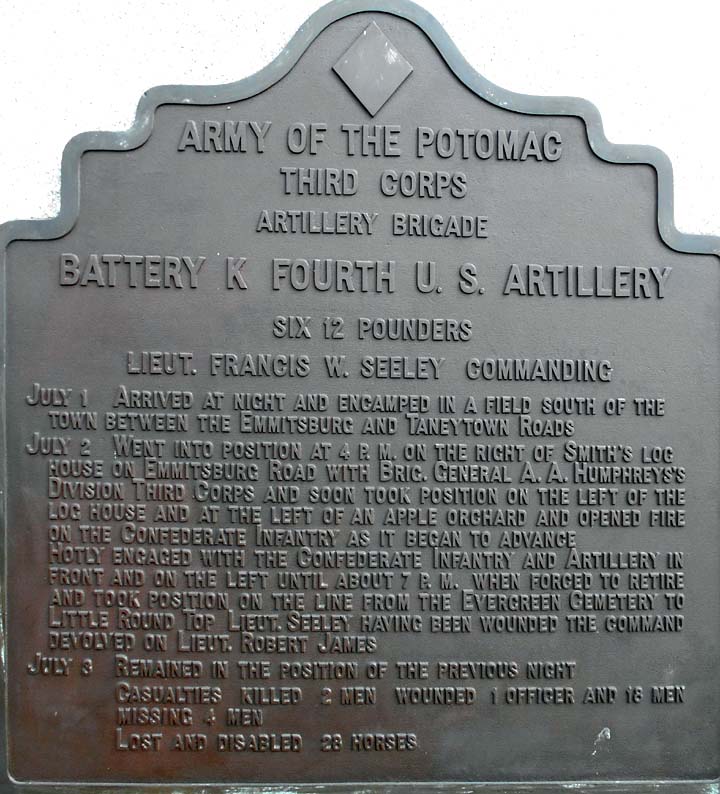 ARMY OF THE POTOMAC
THIRD CORPS
ARTILLERY BRIGADE
BATTERY K FOURTH U. S. ARTILLERY
SIX 12 POUNDERS
LIEUT. FRANCIS W. SEELEY COMMANDING
JULY 1 ARRIVED AT NIGHT AND ENCAMPED IN A FIELD SOUTH OF THE
TOWN BETWEEN THE EMMITSBURG AND TANEYTOWN ROADS
JULY 2 WENT INTO POSITION AT 4 P. M. ON THE RIGHT OF SMITH'S LOG
HOUSE ON EMMITSBURG ROAD WITH BRIG. GENERAL A. A. HUMPHREYS'S
DIVISION THIRD CORPS AND SOON TOOK POSITION ON THE LEFT OF THE
LOG HOUSE AND AT THE LEFT OF AN APPLE ORCHARD AND OPENED FIRE
ON THE CONFEDERATE INFANTRY AS IT BEGAN TO ADVANCE
HOTLY ENGAGED WITH THE CONFEDERATE INFANTRY AND ARTILLERY IN
FRONT AND ON THE LEFT UNTIL ABOUT 7 P. M. WHEN FORCED TO RETIRE
AND TOOK POSITION ON THE LINE FROM THE EVERGREEN CEMETERY TO
LITTLE ROUND TOP LIEUT. SEELEY HAVING BEEN WOUNDED THE COMMAND
DEVOLVED ON LIEUT. ROBERT JAMES
JULY 3 REMAINED IN THE POSITION OF THE PREVIOUS NIGHT
CASUALTIES KILLED 2 MEN WOUNDED 1 OFFICER AND 18 MEN
MISSING 4 MEN
LOST AND DISABLED 28 HORSES